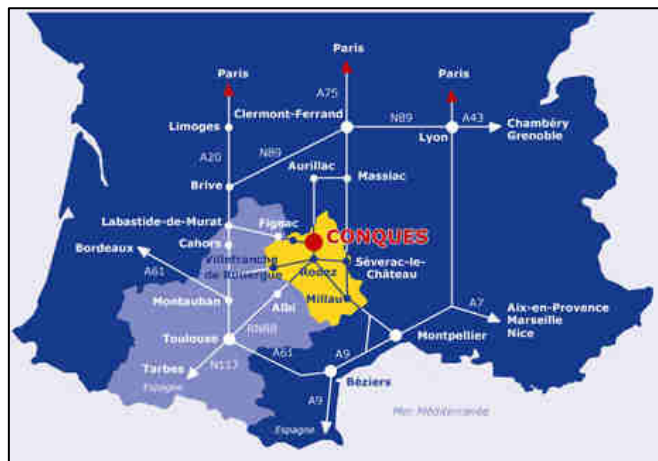 Paris
Paris
Paris
A75
Clermont-Ferrand
N89
A43
Limoges
Lyon
Chambéry
Grenoble
A20
N89
Aurillac
Massiac
Brive
Labastide-de-Murat
Figeac
CONQUES
Bordeaux
Cahors
Villefranche
de Rouergue
Rodez
Séverac-le-
Château
A61
Montauban
Albi
Millau
A7
Aix-en-Provence
Marseille
Nice
Toulouse
RN88
Montpellier
A61
A9
Tarbes
N117
Béziers
Espagne
A9
Mer Méditerranée
Espagne